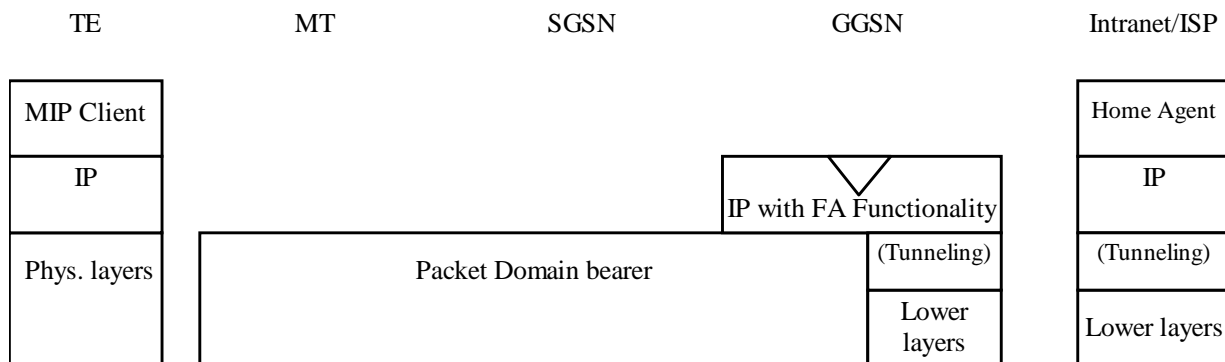 TE MT SGSN GGSN Intranet/ISP
MIP Client
Home Agent
IP
IP
IP with FA Functionality
Phys. layers
Packet Domain bearer
(Tunneling)
(Tunneling)
Lower
layers
Lower layers